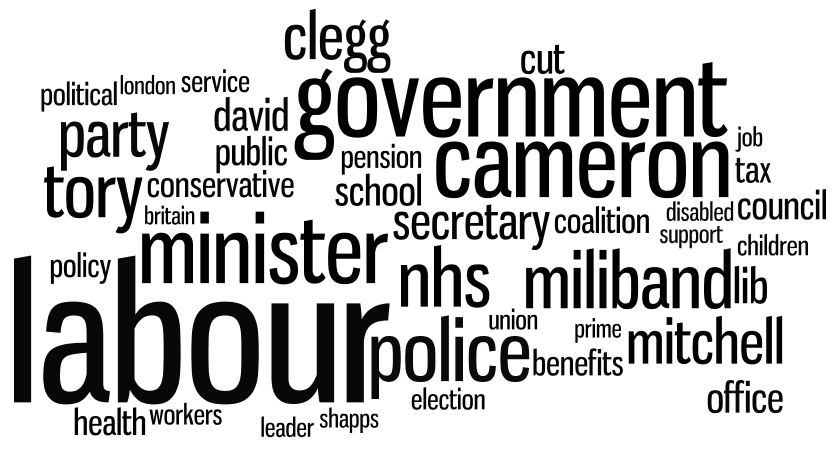 clegg
cut
political london service
government
party david
job
public pension cameron tax
tory conservative school
britain secretary coalition disabled council
minister support children
policy nhs miliband lib
labour union prime mitchell
police benefits
election office
health workers leader shapps